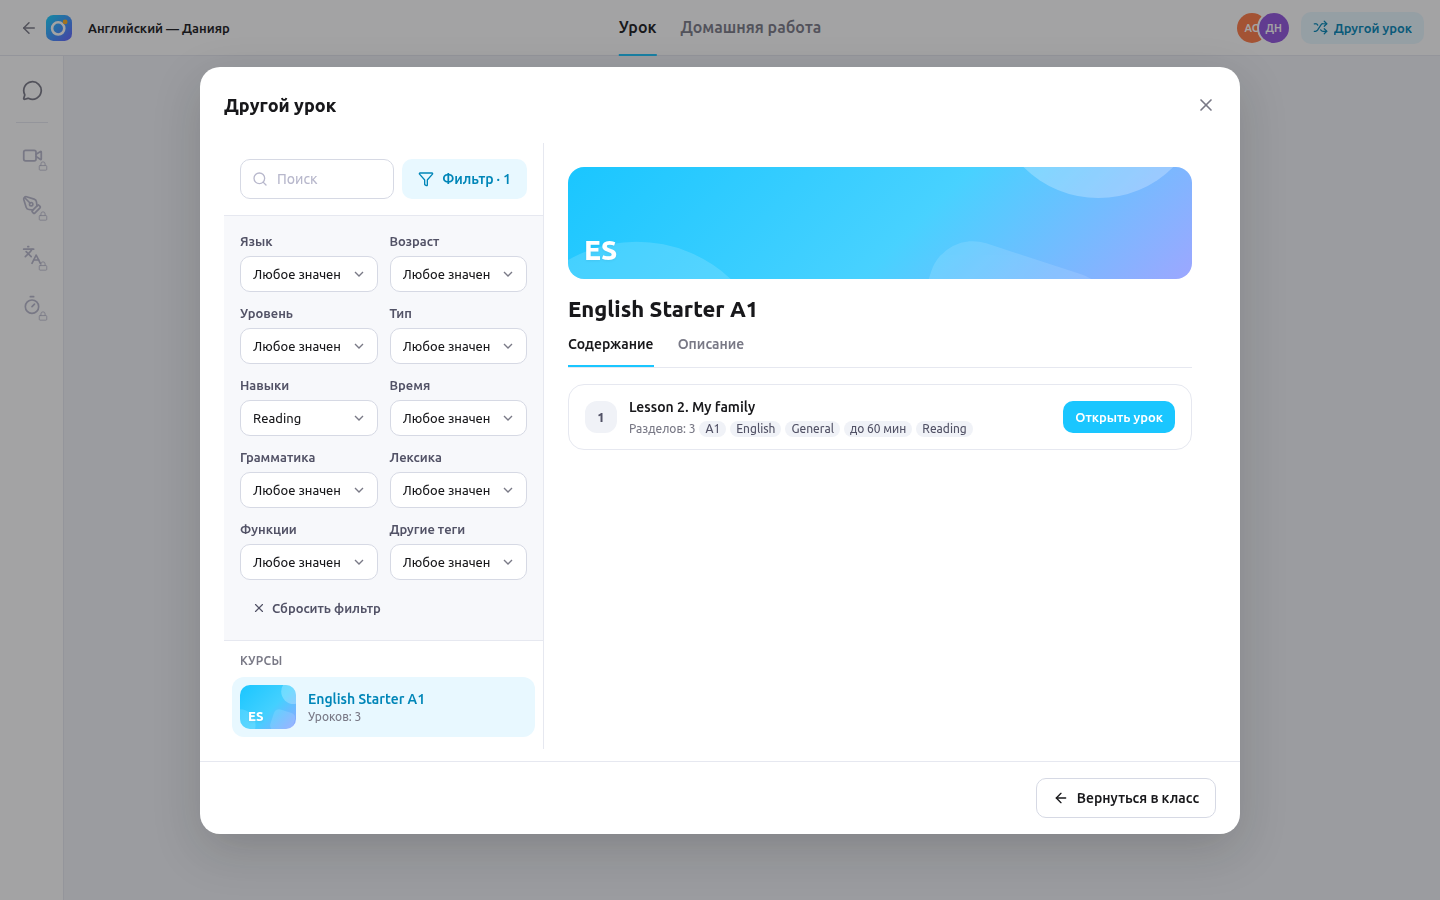 Английский — Данияр
Урок
Домашняя работа
АС
ДН
Другой урок
Другой урок
Поиск
Фильтр · 1
Язык
Возраст
Любое значен
Любое значен
Уровень
Тип
Любое значен
Любое значен
Навыки
Время
Reading
Любое значен
Грамматика
Лексика
Любое значен
Любое значен
Функции
Другие теги
Любое значен
Любое значен
Сбросить фильтр
КУРСЫ
ES
English Starter A1
Уроков: 3
ES
English Starter A1
Содержание
Описание
1
Lesson 2. My family
Разделов: 3 A1 English General до 60 мин Reading
Открыть урок
Вернуться в класс